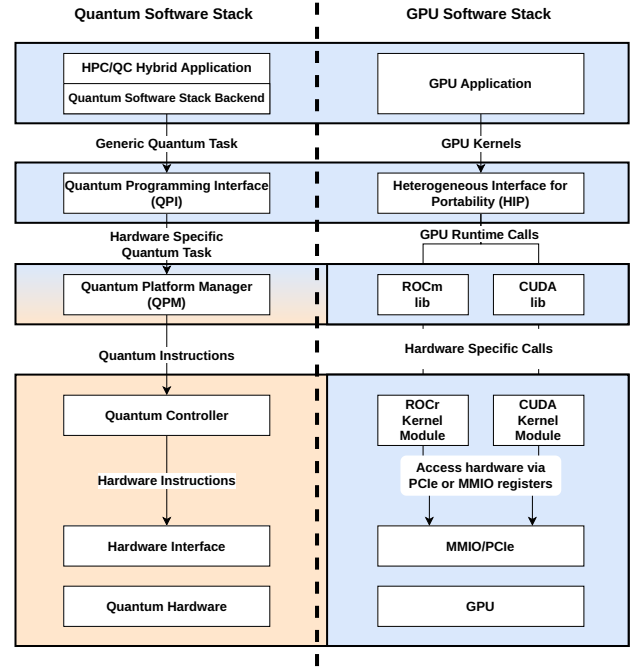 Quantum Software Stack
GPU Software Stack
HPC/QC Hybrid Application
Quantum Software Stack Backend
GPU Application
Generic Quantum Task
GPU Kernels
Quantum Programming Interface
(QPI)
Heterogeneous Interface for
Portability (HIP)
Hardware Specific
Quantum Task
GPU Runtime Calls
Quantum Platform Manager
(QPM)
ROCm
lib
CUDA
lib
Quantum Instructions
Hardware Specific Calls
Quantum Controller
ROCr
Kernel
Module
CUDA
Kernel
Module
Hardware Instructions
Access hardware via
PCIe or MMIO registers
Hardware Interface
MMIO/PCIe
Quantum Hardware
GPU